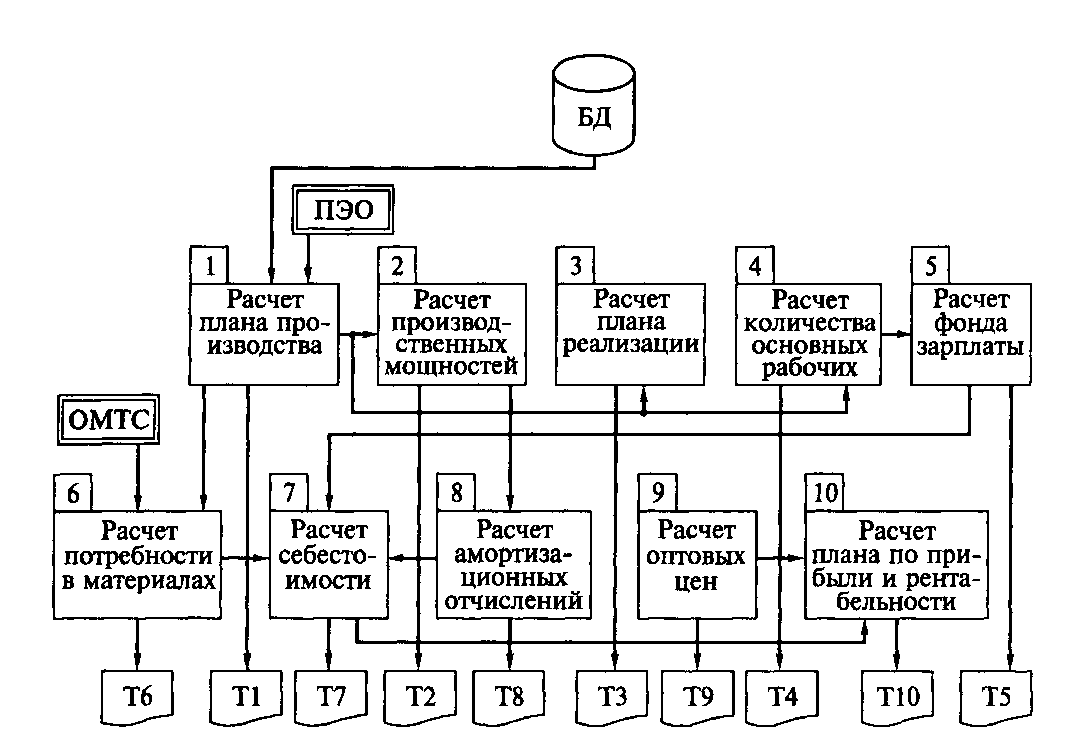 БД
ПЭО
1
Расчет
плана про-
изводства
2
Расчет
производ-
ственных
мощностей
3
Расчет
плана
реализации
4
Расчет
количества
основных
рабочих
5
Расчет
фонда
зарплаты
ОМТС
6
Расчет
потребности
в материалах
7
Расчет
себесто-
имости
8
Расчет
амортиза-
ционных
отчислений
9
Расчет
оптовых
цен
10
Расчет
плана по при-
были и рента-
бельности
Т6
Т1
Т7
Т2
Т8
Т3
Т9
Т4
Т10
Т5